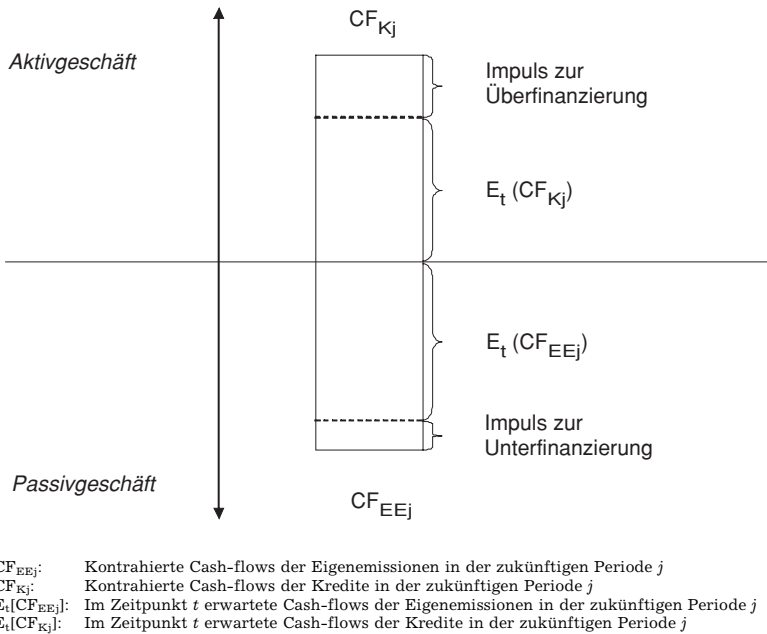 CF_Kj
Aktivgeschäft
Impuls zur
Überfinanzierung
E_t (CF_Kj)
E_t (CF_EEj)
Impuls zur
Unterfinanzierung
Passivgeschäft
CF_EEj
CF_EEj: Kontrahierte Cash-flows der Eigenemissionen in der zukünftigen Periode j
CF_Kj: Kontrahierte Cash-flows der Kredite in der zukünftigen Periode j
E_t[CF_EEj]: Im Zeitpunkt t erwartete Cash-flows der Eigenemissionen in der zukünftigen Periode j
E_t[CF_Kj]: Im Zeitpunkt t erwartete Cash-flows der Kredite in der zukünftigen Periode j